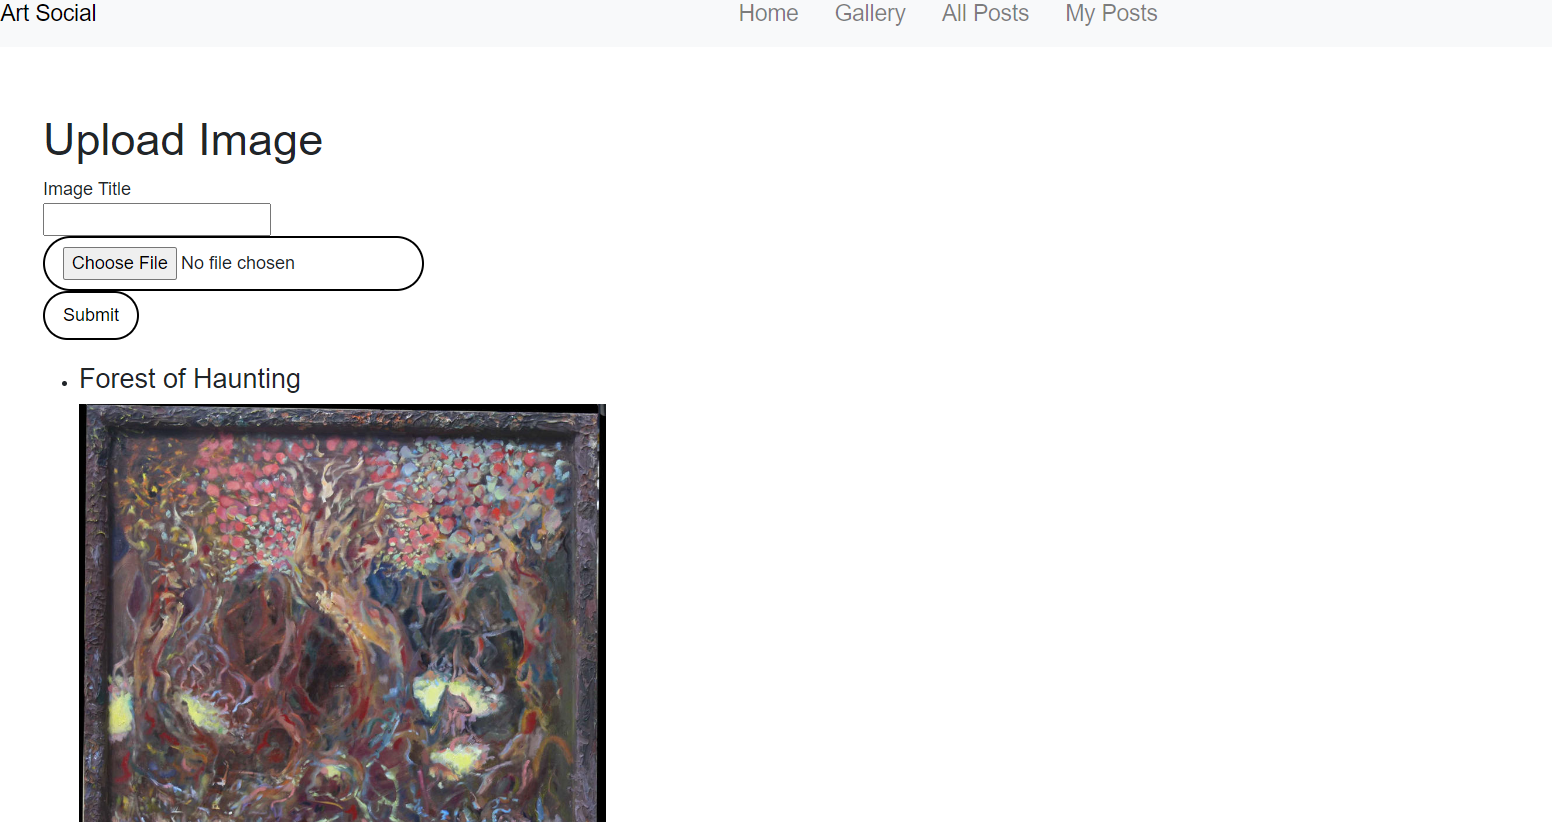 Art Social Home Gallery All Posts My Posts
Upload Image
Image Title
Choose File No file chosen
Submit
Forest of Haunting